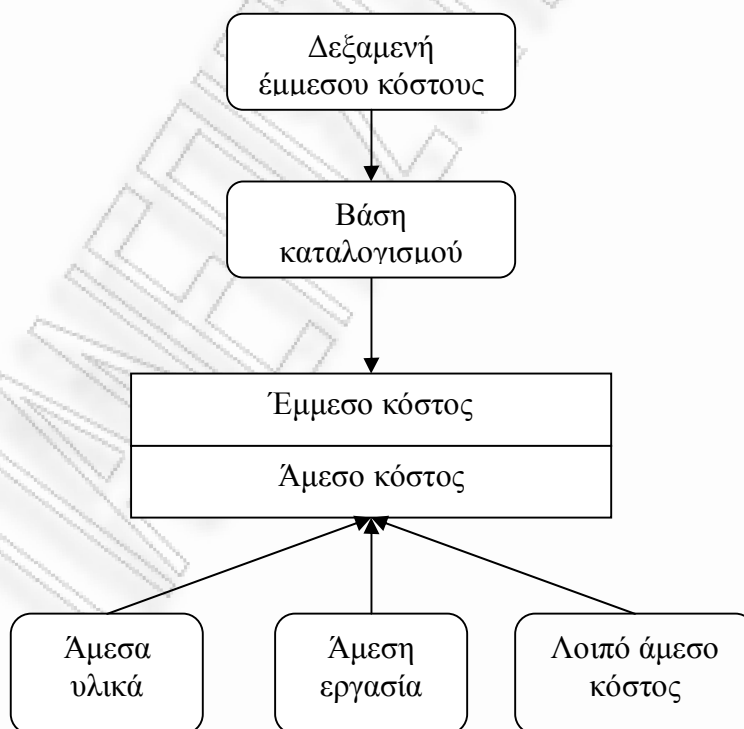 Δεξαμενή
έμμεσου κόστους
Βάση
καταλογισμού
Έμμεσο κόστος
Άμεσο κόστος
Άμεσα
υλικά
Άμεση
εργασία
Λοιπό άμεσο
κόστος